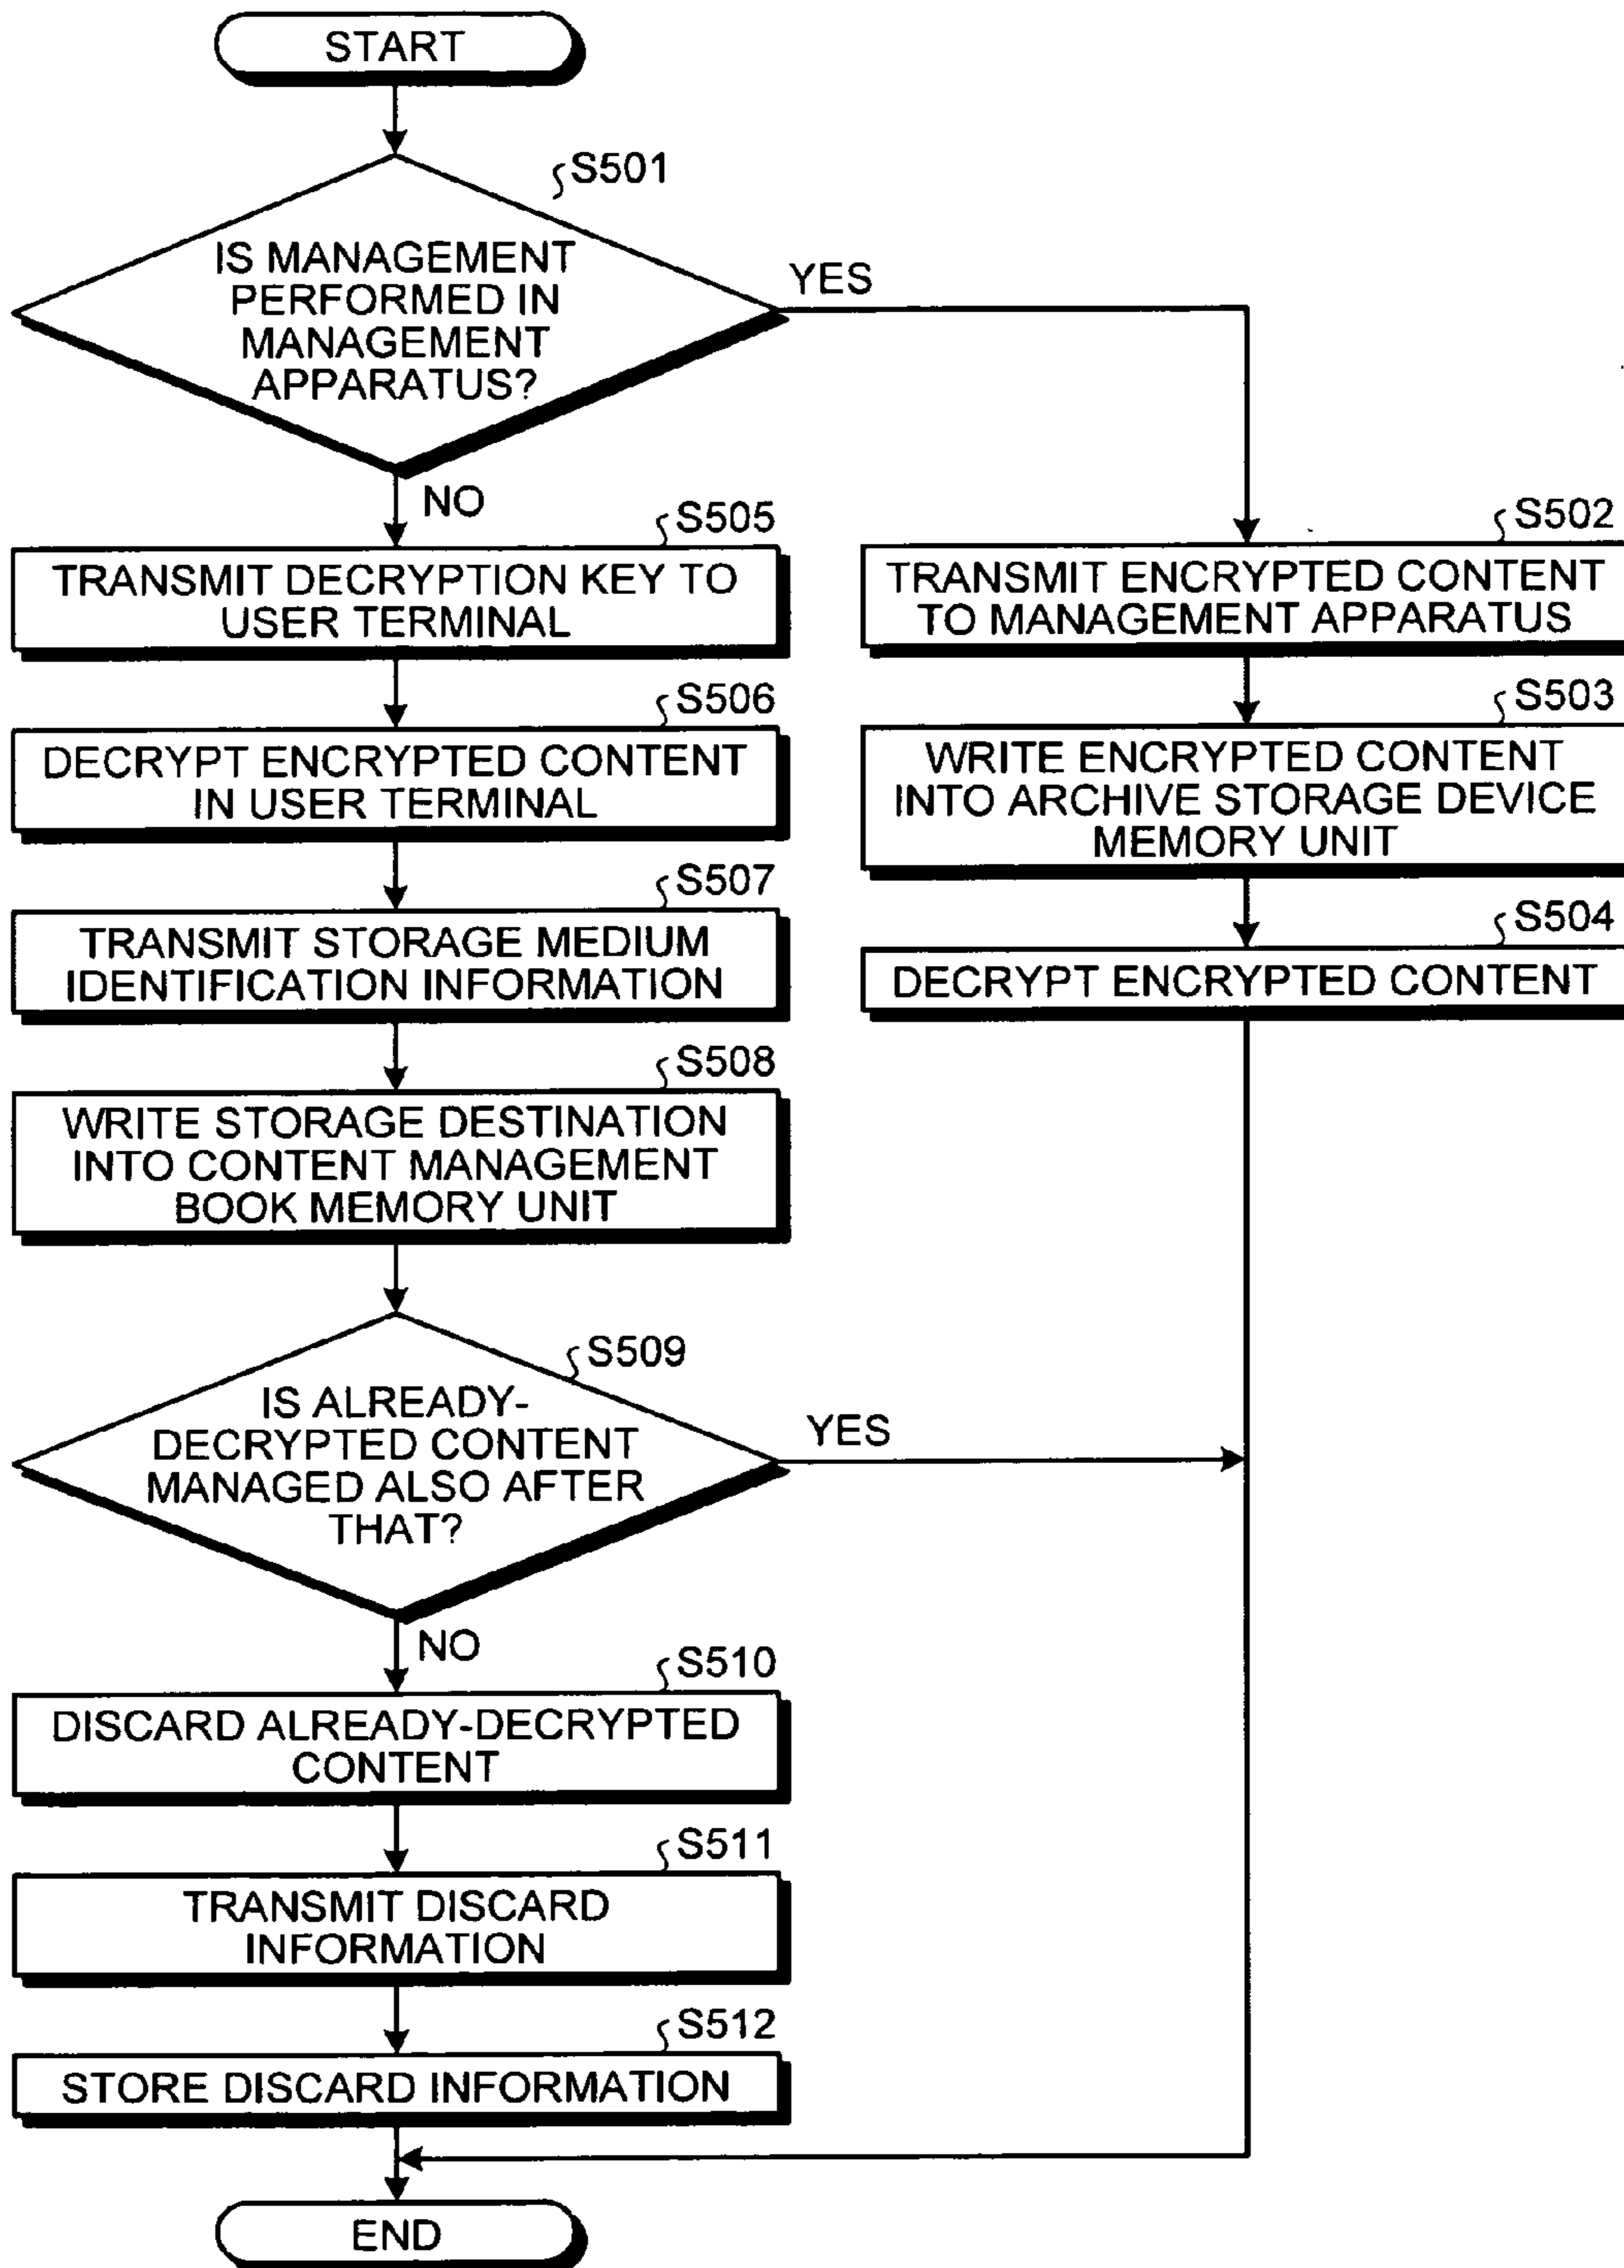 START
S501
IS MANAGEMENT
PERFORMED IN
MANAGEMENT
APPARATUS?
YES
NO
S505
TRANSMIT DECRYPTION KEY TO
USER TERMINAL
S502
TRANSMIT ENCRYPTED CONTENT
TO MANAGEMENT APPARATUS
S506
DECRYPT ENCRYPTED CONTENT
IN USER TERMINAL
S503
WRITE ENCRYPTED CONTENT
INTO ARCHIVE STORAGE DEVICE
MEMORY UNIT
S507
TRANSMIT STORAGE MEDIUM
IDENTIFICATION INFORMATION
S504
DECRYPT ENCRYPTED CONTENT
S508
WRITE STORAGE DESTINATION
INTO CONTENT MANAGEMENT
BOOK MEMORY UNIT
S509
IS ALREADY-
DECRYPTED CONTENT
MANAGED ALSO AFTER
THAT?
YES
NO
S510
DISCARD ALREADY-DECRYPTED
CONTENT
S511
TRANSMIT DISCARD
INFORMATION
S512
STORE DISCARD INFORMATION
END